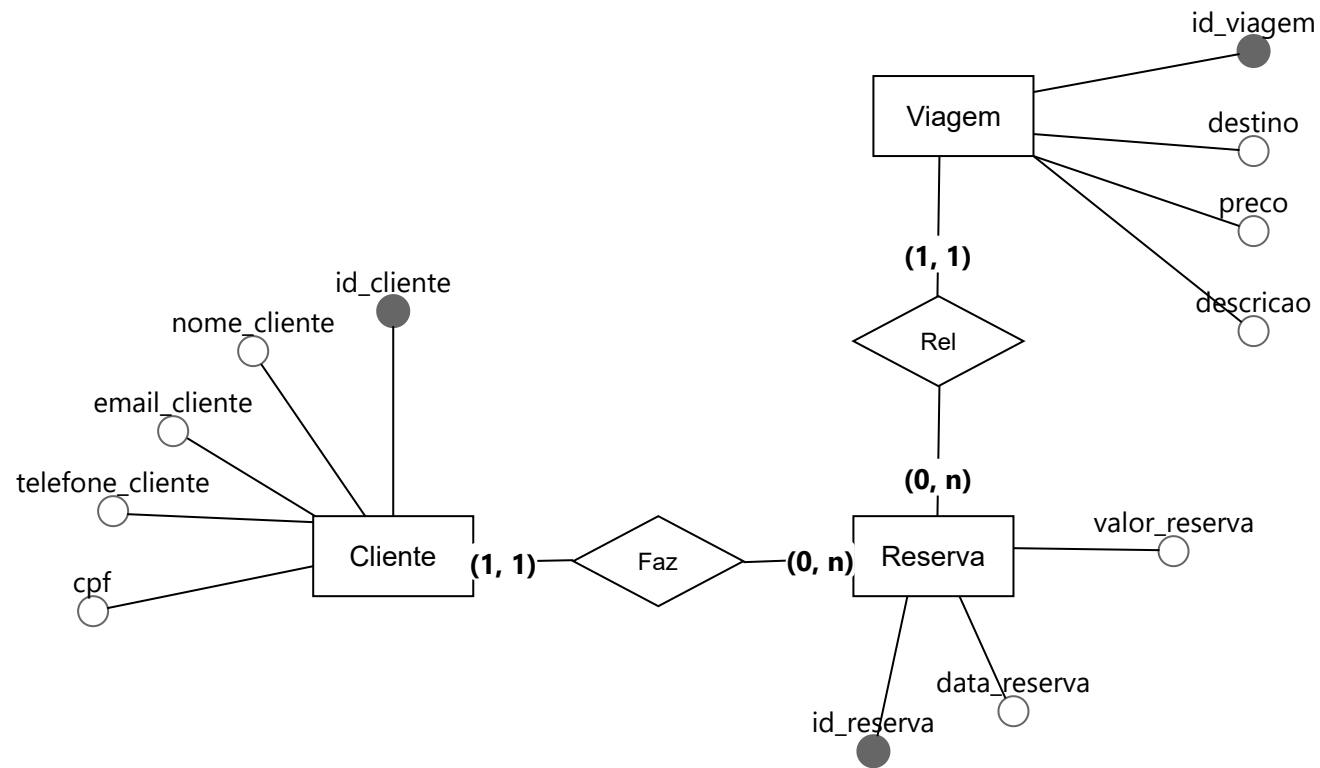 id_viagem
Viagem
destino
preco
(1, 1)
id_cliente
descricao
nome_cliente
Rel
email_cliente
telefone_cliente
(0, n)
valor_reserva
Cliente
(1, 1)
Faz
(0, n)
Reserva
cpf
data_reserva
id_reserva